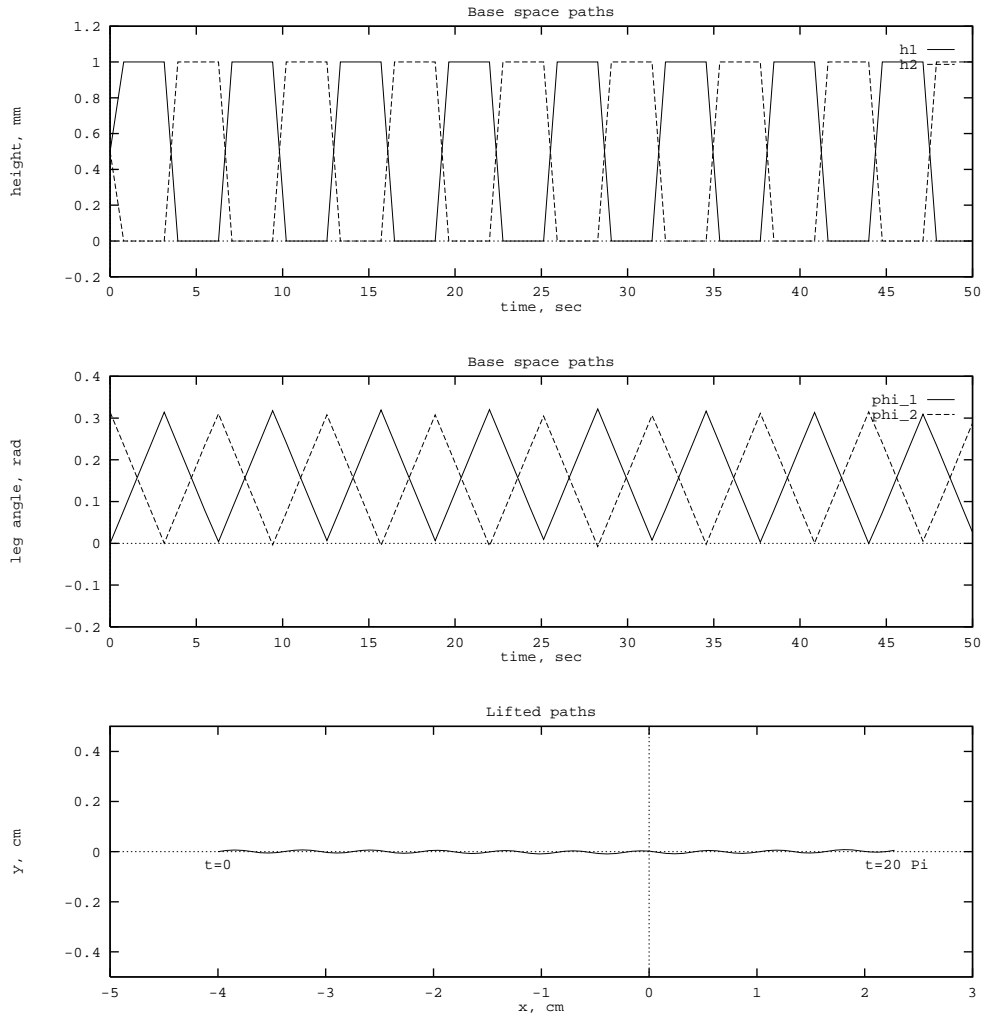 Base space paths
1.2
1
0.8
0.6
0.4
0.2
0
-0.2
height, mm
h1
h2
0 5 10 15 20 25 30 35 40 45 50
time, sec
Base space paths
0.4
0.3
0.2
0.1
0
-0.1
-0.2
leg angle, rad
phi_1
phi_2
0 5 10 15 20 25 30 35 40 45 50
time, sec
Lifted paths
0.4
0.2
0
-0.2
-0.4
y, cm
t=0
t=20 Pi
-5 -4 -3 -2 -1 0 1 2 3
x, cm